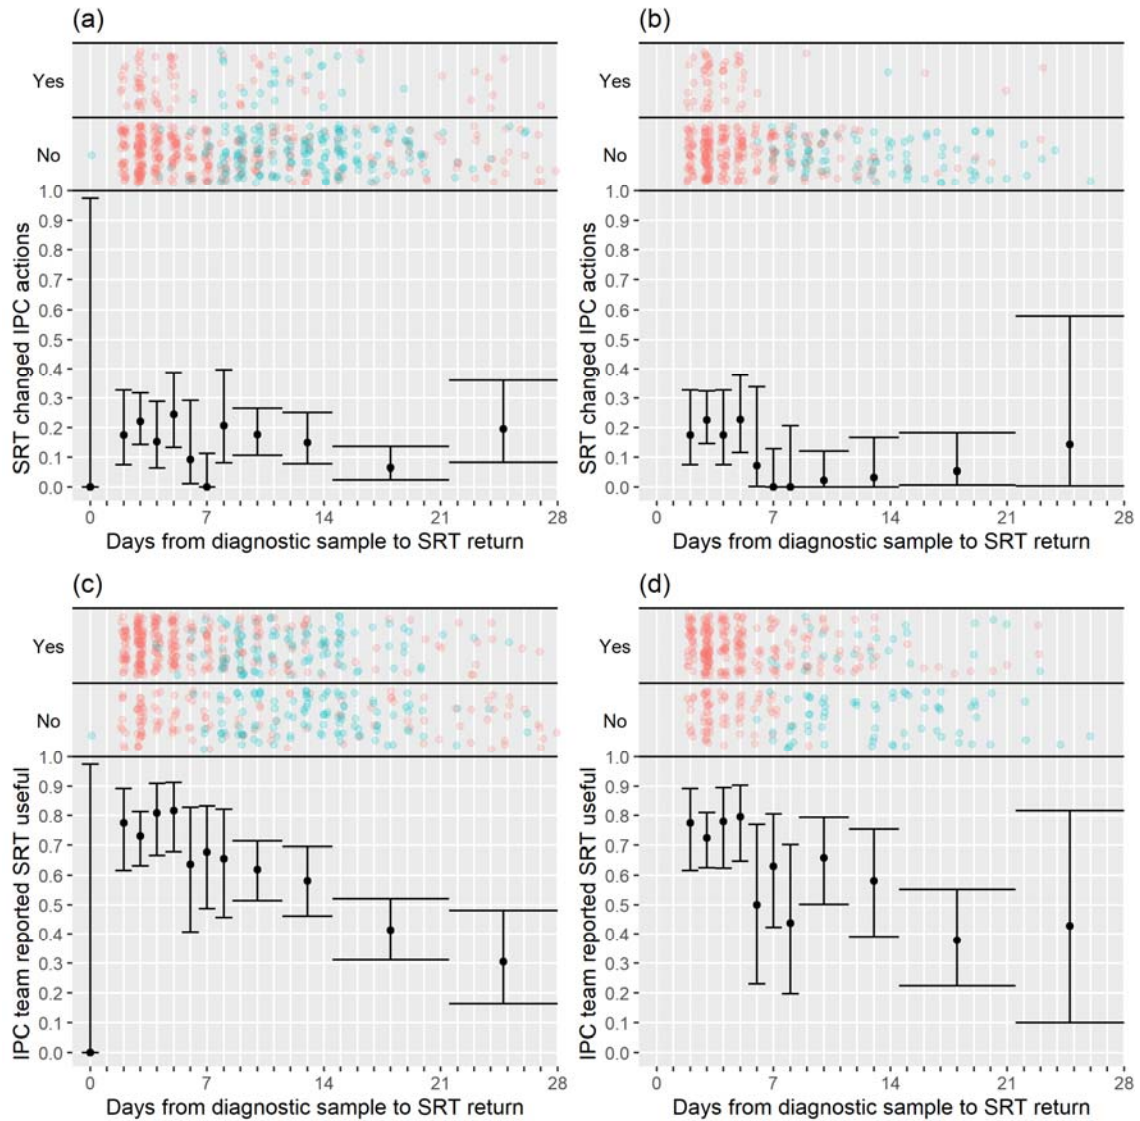 (a)
(b)
Yes
Yes
No
No
1.0
0.9
0.8
0.7
0.6
0.5
0.4
0.3
0.2
0.1
0.0
SRT changed IPC actions
0 7 14 21 28
Days from diagnostic sample to SRT return
1.0
0.9
0.8
0.7
0.6
0.5
0.4
0.3
0.2
0.1
0.0
SRT changed IPC actions
0 7 14 21 28
Days from diagnostic sample to SRT return
(c)
(d)
Yes
Yes
No
No
1.0
0.9
0.8
0.7
0.6
0.5
0.4
0.3
0.2
0.1
0.0
IPC team reported SRT useful
0 7 14 21 28
Days from diagnostic sample to SRT return
1.0
0.9
0.8
0.7
0.6
0.5
0.4
0.3
0.2
0.1
0.0
IPC team reported SRT useful
0 7 14 21 28
Days from diagnostic sample to SRT return